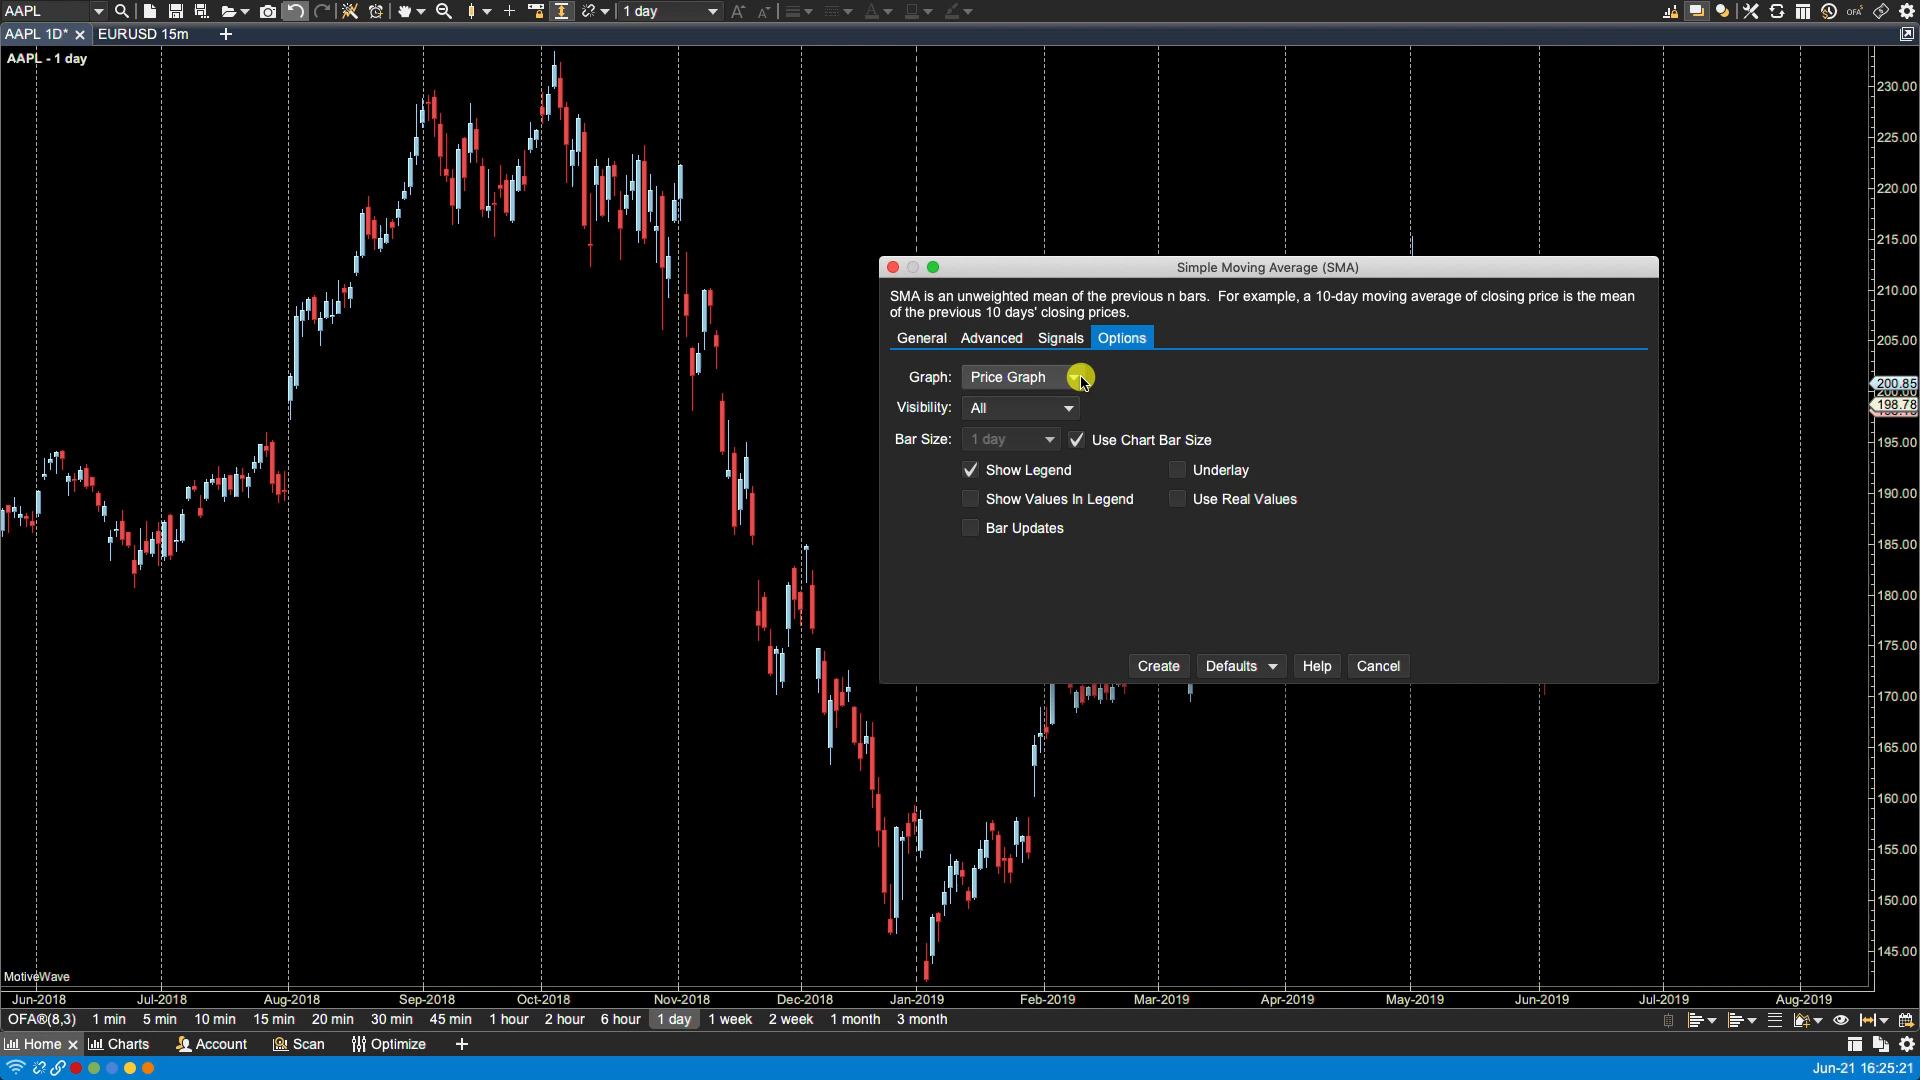 AAPL
1 day
OFA
AAPL 1D*
EURUSD 15m
AAPL - 1 day
230.00
225.00
220.00
215.00
210.00
205.00
200.85
198.78
195.00
190.00
185.00
180.00
175.00
170.00
165.00
160.00
155.00
150.00
145.00
Simple Moving Average (SMA)
SMA is an unweighted mean of the previous n bars. For example, a 10-day moving average of closing price is the mean
of the previous 10 days' closing prices.
General Advanced Signals Options
Graph: Price Graph
Visibility: All
Bar Size: 1 day Use Chart Bar Size
Show Legend Underlay
Show Values In Legend Use Real Values
Bar Updates
Create Defaults Help Cancel
MotiveWave
Jun-2018 Jul-2018 Aug-2018 Sep-2018 Oct-2018 Nov-2018 Dec-2018 Jan-2019 Feb-2019 Mar-2019 Apr-2019 May-2019 Jun-2019 Jul-2019 Aug-2019
OFA®(8,3) 1 min 5 min 10 min 15 min 20 min 30 min 45 min 1 hour 2 hour 6 hour 1 day 1 week 2 week 1 month 3 month
Home Charts Account Scan Optimize
Jun-21 16:25:21